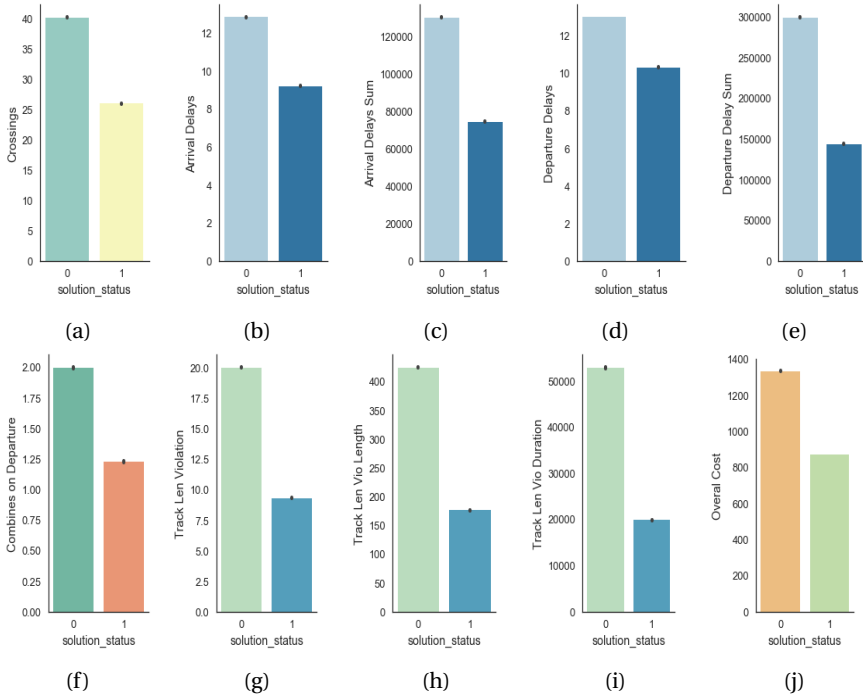 Crossings
40
35
30
25
20
15
10
5
0
0 1
solution_status
(a)
Arrival Delays
12
10
8
6
4
2
0
0 1
solution_status
(b)
Arrival Delays Sum
120000
100000
80000
60000
40000
20000
0
0 1
solution_status
(c)
Departure Delays
12
10
8
6
4
2
0
0 1
solution_status
(d)
Departure Delay Sum
300000
250000
200000
150000
100000
50000
0
0 1
solution_status
(e)
Combines on Departure
2.00
1.75
1.50
1.25
1.00
0.75
0.50
0.25
0.00
0 1
solution_status
(f)
Track Len Violation
20.0
17.5
15.0
12.5
10.0
7.5
5.0
2.5
0.0
0 1
solution_status
(g)
Track Len Vio Length
400
350
300
250
200
150
100
50
0
0 1
solution_status
(h)
Track Len Vio Duration
50000
40000
30000
20000
10000
0
0 1
solution_status
(i)
Overal Cost
1400
1200
1000
800
600
400
200
0
0 1
solution_status
(j)